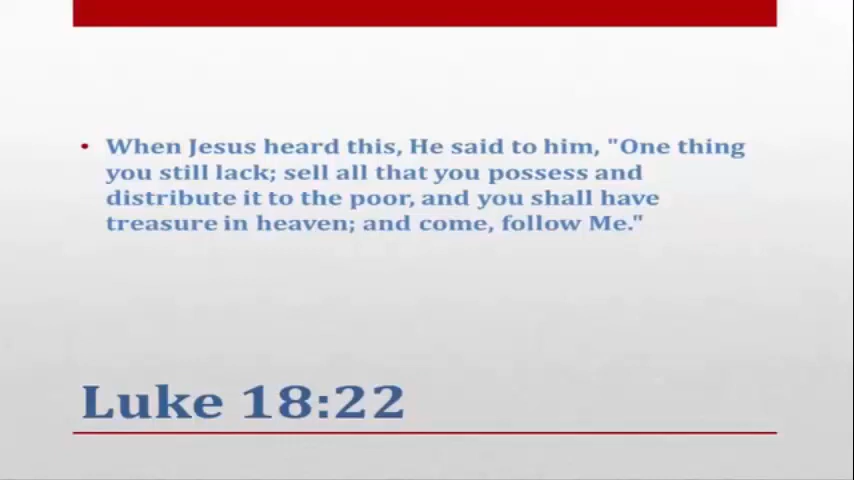 • When Jesus heard this, He said to him, "One thing
you still lack; sell all that you possess and
distribute it to the poor, and you shall have
treasure in heaven; and come, follow Me."
Luke 18:22